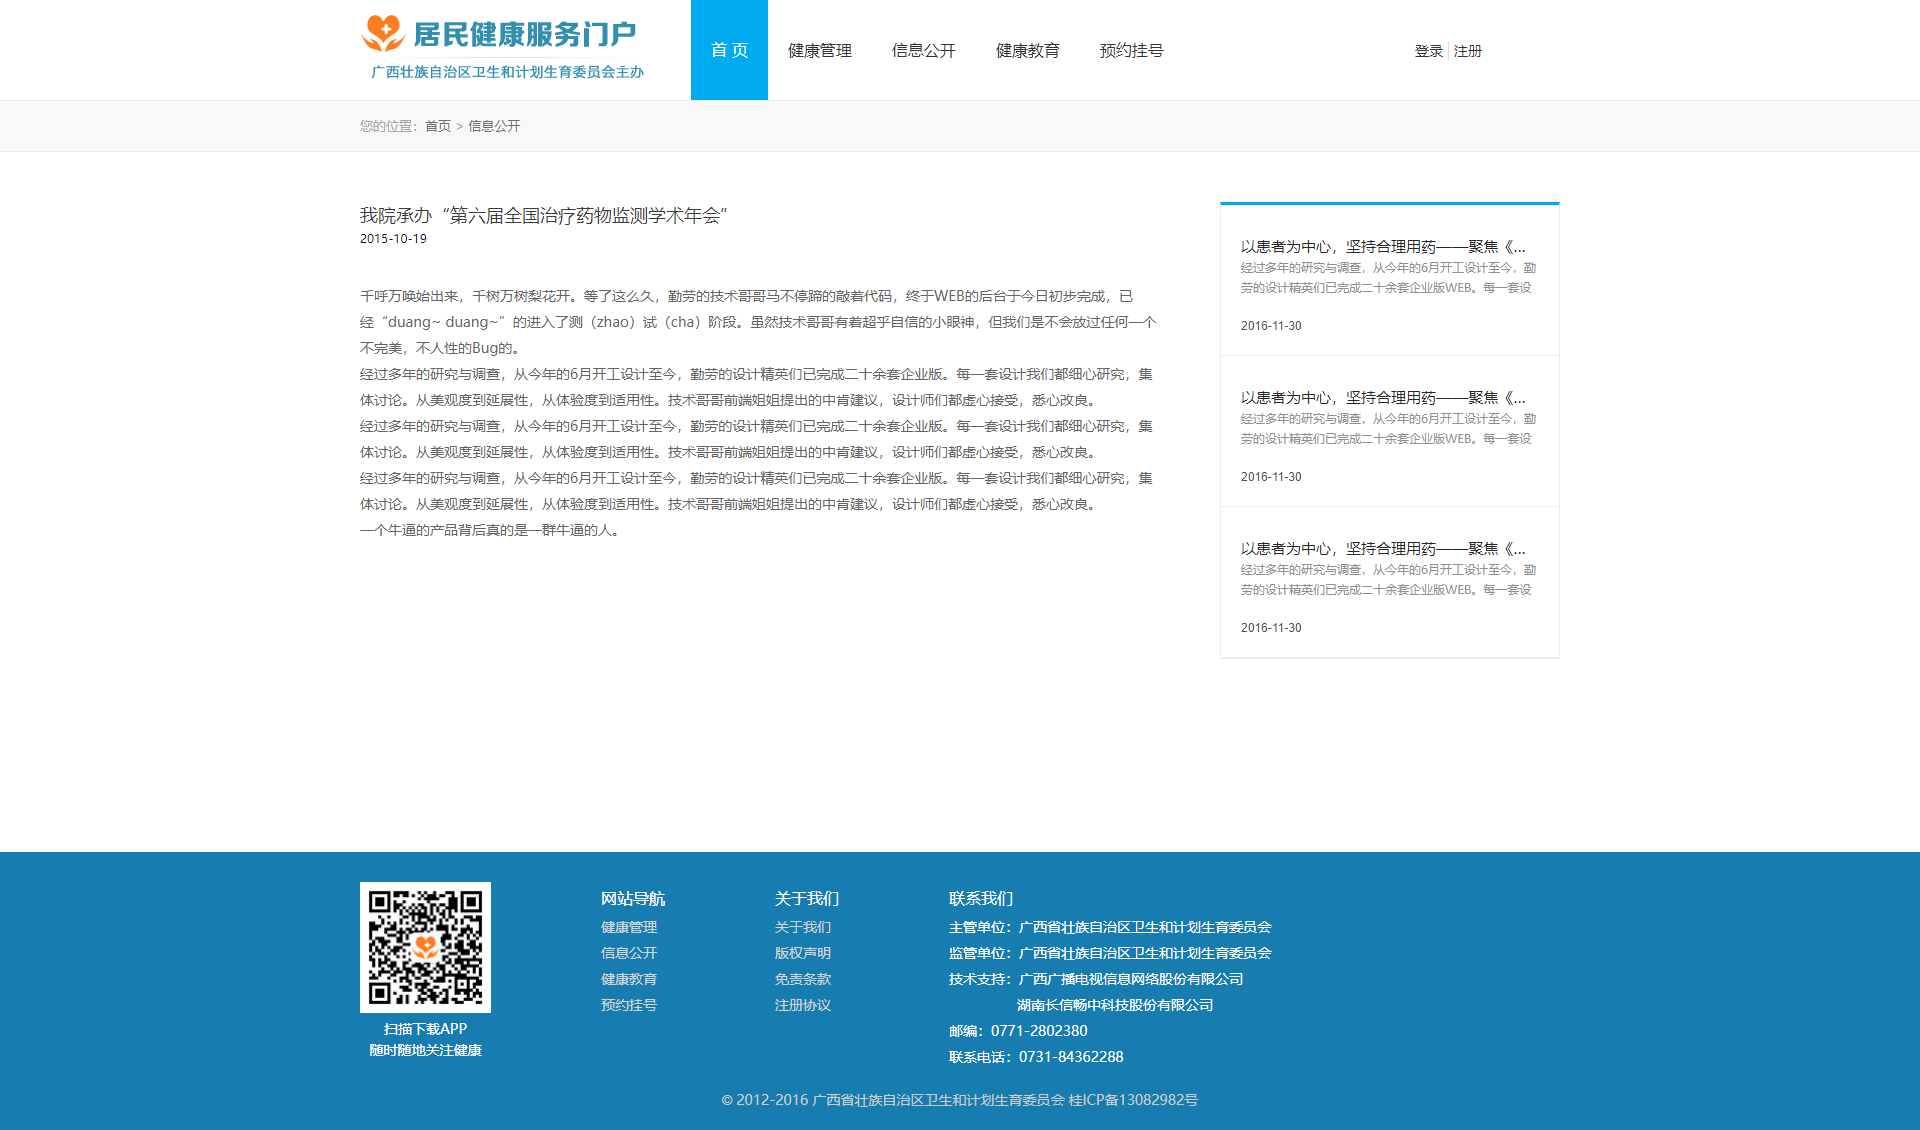 居民健康服务门户
广西壮族自治区卫生和计划生育委员会主办
首 页
健康管理
信息公开
健康教育
预约挂号
登录
注册
您的位置：首页 > 信息公开
我院承办“第六届全国治疗药物监测学术年会”
2015-10-19
千呼万唤始出来，千树万树梨花开。等了这么久，勤劳的技术哥哥马不停蹄的敲着代码，终于WEB的后台于今日初步完成，已
经“duang~ duang~”的进入了测（zhao）试（cha）阶段。虽然技术哥哥有着超乎自信的小眼神，但我们是不会放过任何一个
不完美，不人性的Bug的。
经过多年的研究与调查，从今年的6月开工设计至今，勤劳的设计精英们已完成二十余套企业版。每一套设计我们都细心研究，集
体讨论。从美观度到延展性，从体验度到适用性。技术哥哥前端姐姐提出的中肯建议，设计师们都虚心接受，悉心改良。
经过多年的研究与调查，从今年的6月开工设计至今，勤劳的设计精英们已完成二十余套企业版。每一套设计我们都细心研究，集
体讨论。从美观度到延展性，从体验度到适用性。技术哥哥前端姐姐提出的中肯建议，设计师们都虚心接受，悉心改良。
经过多年的研究与调查，从今年的6月开工设计至今，勤劳的设计精英们已完成二十余套企业版。每一套设计我们都细心研究，集
体讨论。从美观度到延展性，从体验度到适用性。技术哥哥前端姐姐提出的中肯建议，设计师们都虚心接受，悉心改良。
一个牛逼的产品背后真的是一群牛逼的人。
以患者为中心，坚持合理用药——聚焦《...
经过多年的研究与调查，从今年的6月开工设计至今，勤
劳的设计精英们已完成二十余套企业版WEB。每一套设
2016-11-30
以患者为中心，坚持合理用药——聚焦《...
经过多年的研究与调查，从今年的6月开工设计至今，勤
劳的设计精英们已完成二十余套企业版WEB。每一套设
2016-11-30
以患者为中心，坚持合理用药——聚焦《...
经过多年的研究与调查，从今年的6月开工设计至今，勤
劳的设计精英们已完成二十余套企业版WEB。每一套设
2016-11-30
扫描下载APP
随时随地关注健康
网站导航
健康管理
信息公开
健康教育
预约挂号
关于我们
关于我们
版权声明
免责条款
注册协议
联系我们
主管单位：广西省壮族自治区卫生和计划生育委员会
监管单位：广西省壮族自治区卫生和计划生育委员会
技术支持：广西广播电视信息网络股份有限公司
湖南长信畅中科技股份有限公司
邮编：0771-2802380
联系电话：0731-84362288
© 2012-2016 广西省壮族自治区卫生和计划生育委员会 桂ICP备13082982号